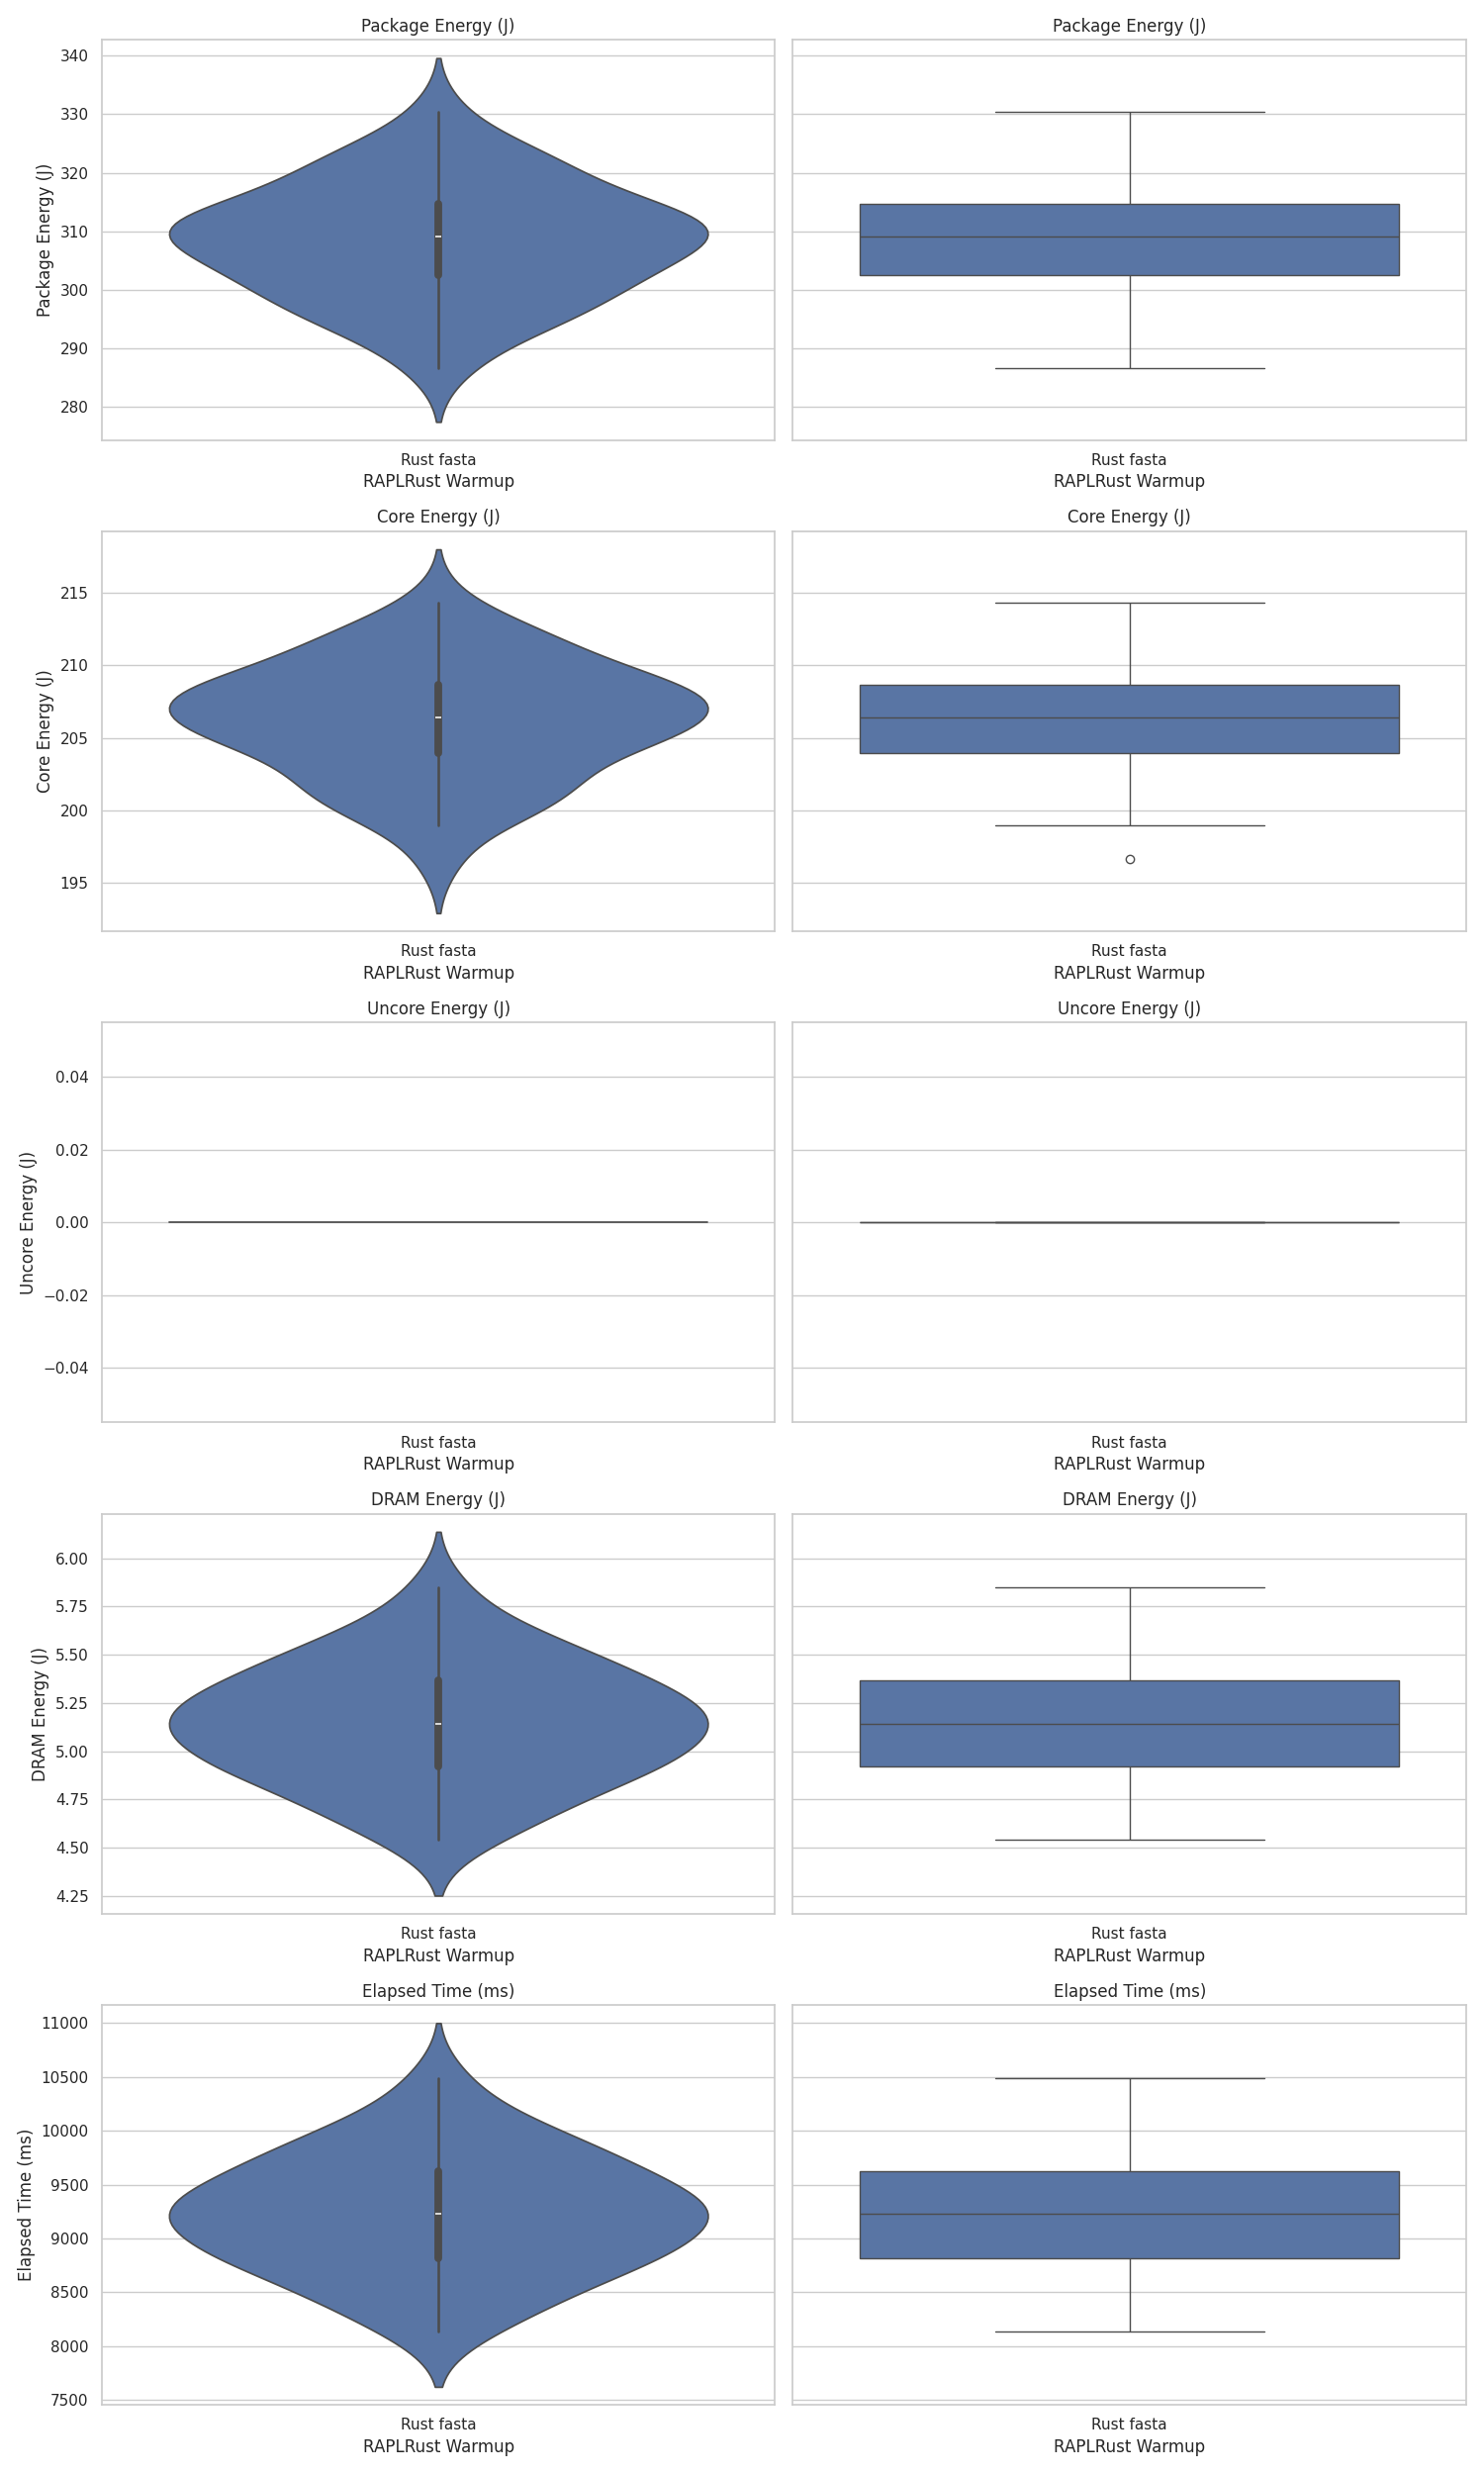 Package Energy (J)
Package Energy (J)
Package Energy (J)
340
330
320
310
300
290
280
Rust fasta
RAPLRust Warmup
Rust fasta
RAPLRust Warmup
Core Energy (J)
Core Energy (J)
Core Energy (J)
215
210
205
200
195
Rust fasta
RAPLRust Warmup
Rust fasta
RAPLRust Warmup
Uncore Energy (J)
Uncore Energy (J)
Uncore Energy (J)
0.04
0.02
0.00
−0.02
−0.04
Rust fasta
RAPLRust Warmup
Rust fasta
RAPLRust Warmup
DRAM Energy (J)
DRAM Energy (J)
DRAM Energy (J)
6.00
5.75
5.50
5.25
5.00
4.75
4.50
4.25
Rust fasta
RAPLRust Warmup
Rust fasta
RAPLRust Warmup
Elapsed Time (ms)
Elapsed Time (ms)
Elapsed Time (ms)
11000
10500
10000
9500
9000
8500
8000
7500
Rust fasta
RAPLRust Warmup
Rust fasta
RAPLRust Warmup